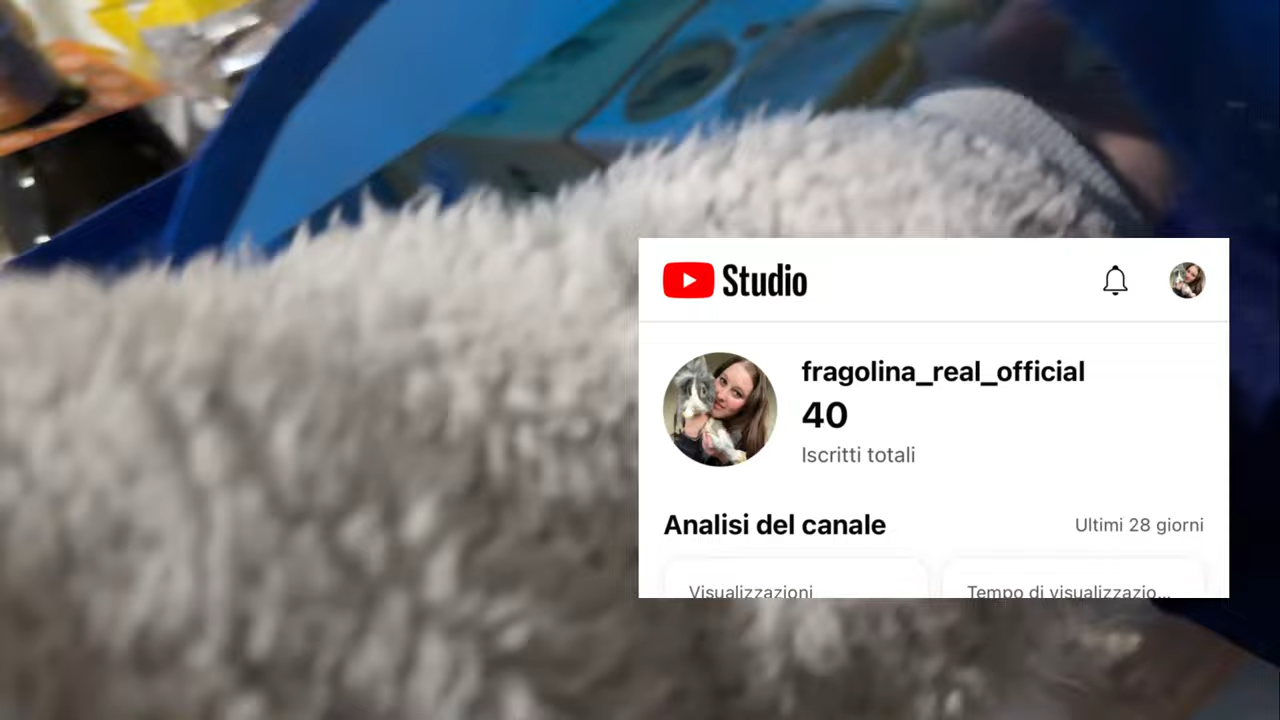 Studio
fragolina_real_official
40
Iscritti totali
Analisi del canale
Ultimi 28 giorni
Visualizzazioni
Tempo di visualizzazio...